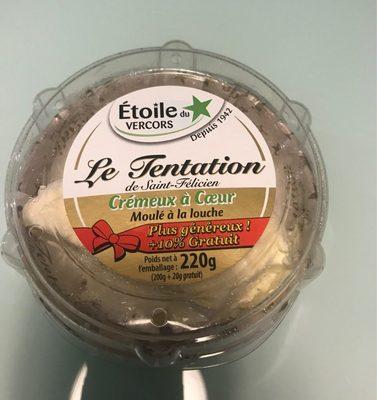 Étoile du
VERCORS
Depuis 1942
Le Tentation
de Saint-Félicien
Crémeux à Cœur
Moulé à la louche
Plus généreux !
+10% Gratuit
Poids net à
l'emballage : 220g
(200g + 20g gratuit)